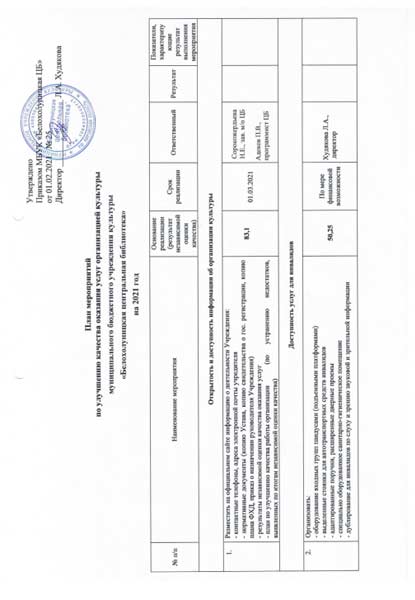 Утверждено
Приказом МБУК «Белохолуницкая ЦБ»
от 01.02.2021 № 25
Директор Л.А. Худякова
План мероприятий
по улучшению качества оказания услуг организацией культуры
муниципального бюджетного учреждения культуры
«Белохолуницкая центральная библиотека»
на 2021 год
№ п/п
Наименование мероприятия
Основание
реализации
(результат
независимой
оценки
качества)
Срок
реализации
Ответственный
Результат
Показатели,
характеризу
ющие
результат
выполнения
мероприятия
Открытость и доступность информации об организации культуры
1.
Разместить на официальном сайте информацию о деятельности Учреждения:
- контактные телефоны, адреса электронной почты учредителя
- нормативные документы (копию Устава, копию свидетельства о гос. регистрации, копию
плана ФХД, приказ о назначении руководителя Учреждения)
- результаты независимой оценки качества оказания услуг
- план по улучшению качества работы организации (по устранению недостатков,
выявленных по итогам независимой оценки качества)
83,1
01.03.2021
Н.Е., зав. м/о ЦБ
П.В.,
программист ЦБ
Доступность услуг для инвалидов
2.
Организовать:
- оборудование входных групп пандусами (подъемными платформами)
- выделенные стоянки для автотранспортных средств инвалидов
- адаптированные поручни, расширенные дверные проемы
- специально оборудованное санитарно-гигиеническое помещение
- дублирование для инвалидов по слуху и зрению звуковой и зрительной информации
50,25
По мере
финансовой
возможности
Худякова Л.А.,
директор